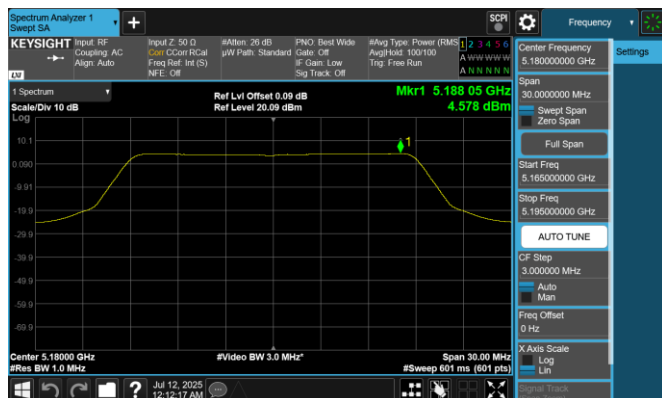 Spectrum Analyzer 1
Swept SA
SCPI
Frequency
Settings
KEYSIGHT
Input: RF
Coupling: AC
Align: Auto
Input Z: 50 Ω
Corr CCorr RCal
Freq Ref: Int (S)
NFE: Off
#Atten: 26 dB
µW Path: Standard
PNO: Best Wide
Gate: Off
IF Gain: Low
Sig Track: Off
#Avg Type: Power (RMS
Avg|Hold: 100/100
Trig: Free Run
1 2 3 4 5 6
A W W W W W
A N N N N N
LXI
1 Spectrum
Scale/Div 10 dB
Log
Ref Lvl Offset 0.09 dB
Ref Level 20.09 dBm
Mkr1 5.188 05 GHz
4.578 dBm
1
10.1
0.090
-9.91
-19.9
-29.9
-39.9
-49.9
-59.9
-69.9
Center 5.18000 GHz
#Res BW 1.0 MHz
#Video BW 3.0 MHz*
Span 30.00 MHz
#Sweep 601 ms (601 pts)
Center Frequency
5.180000000 GHz
Span
30.0000000 MHz
Swept Span
Zero Span
Full Span
Start Freq
5.165000000 GHz
Stop Freq
5.195000000 GHz
AUTO TUNE
CF Step
3.000000 MHz
Auto
Man
Freq Offset
0 Hz
X Axis Scale
Log
Lin
Signal Track
?
Jul 12, 2025
12:12:17 AM